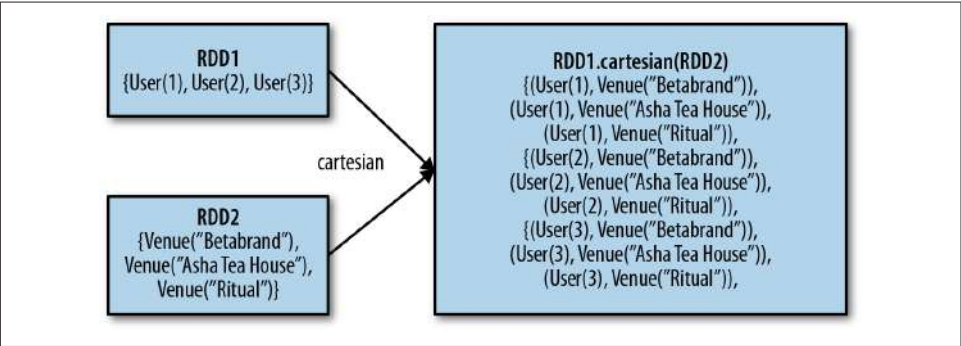 RDD1
{User(1), User(2), User(3)}
cartesian
RDD2
{Venue("Betabrand"),
Venue("Asha Tea House"),
Venue("Ritual")}
RDD1.cartesian(RDD2)
{(User(1), Venue("Betabrand")),
(User(1), Venue("Asha Tea House")),
(User(1), Venue("Ritual")),
{(User(2), Venue("Betabrand")),
(User(2), Venue("Asha Tea House")),
(User(2), Venue("Ritual")),
{(User(3), Venue("Betabrand")),
(User(3), Venue("Asha Tea House")),
(User(3), Venue("Ritual")),